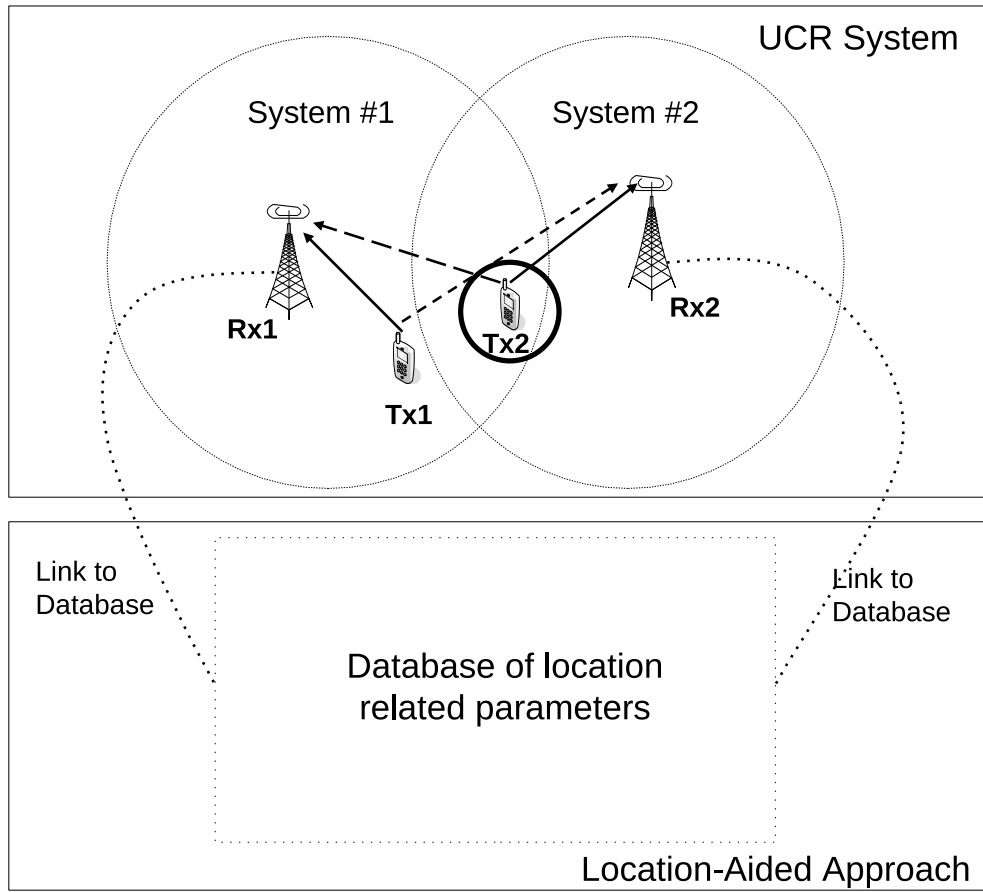 UCR System
System #1
System #2
Rx1
Rx2
Tx2
Tx1
Link to
Database
Link to
Database
Database of location
related parameters
Location-Aided Approach